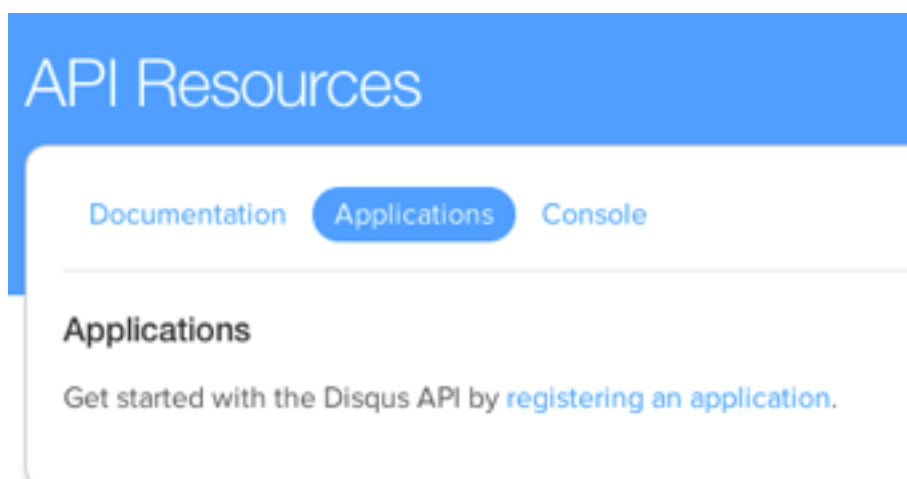 API Resources
Documentation Applications Console
Applications
Get started with the Disqus API by registering an application.